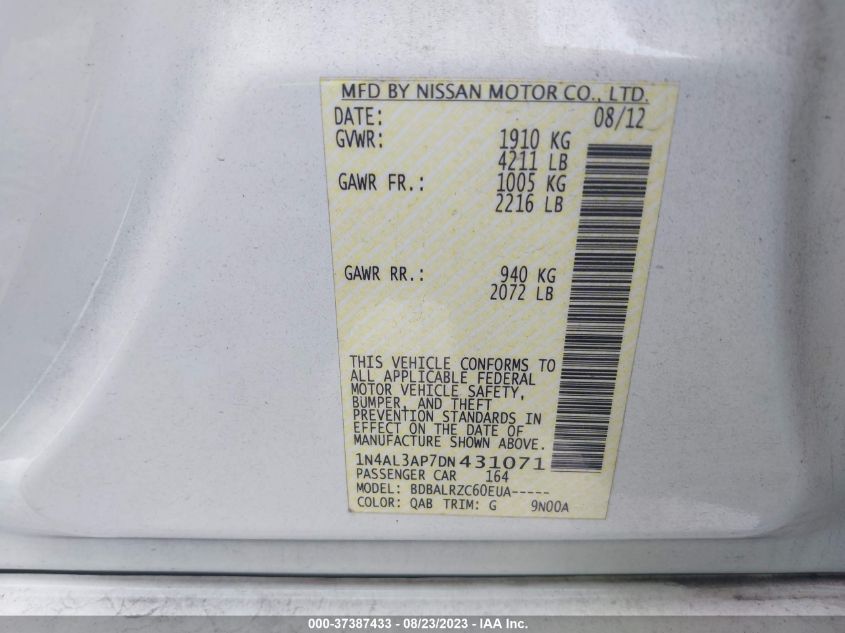 MFD BY NISSAN MOTOR CO., LTD.
DATE: 08/12
GVWR: 1910 KG
4211 LB
GAWR FR.: 1005 KG
2216 LB
GAWR RR.: 940 KG
2072 LB
THIS VEHICLE CONFORMS TO
ALL APPLICABLE FEDERAL
MOTOR VEHICLE SAFETY,
BUMPER, AND THEFT
PREVENTION STANDARDS IN
EFFECT ON THE DATE OF
MANUFACTURE SHOWN ABOVE.
1N4AL3AP7DN431071
PASSENGER CAR 164
MODEL: BDBALRZC60EUA-----
COLOR: QAB TRIM: G 9N00A
000-37387433 - 08/23/2023 - IAA Inc.